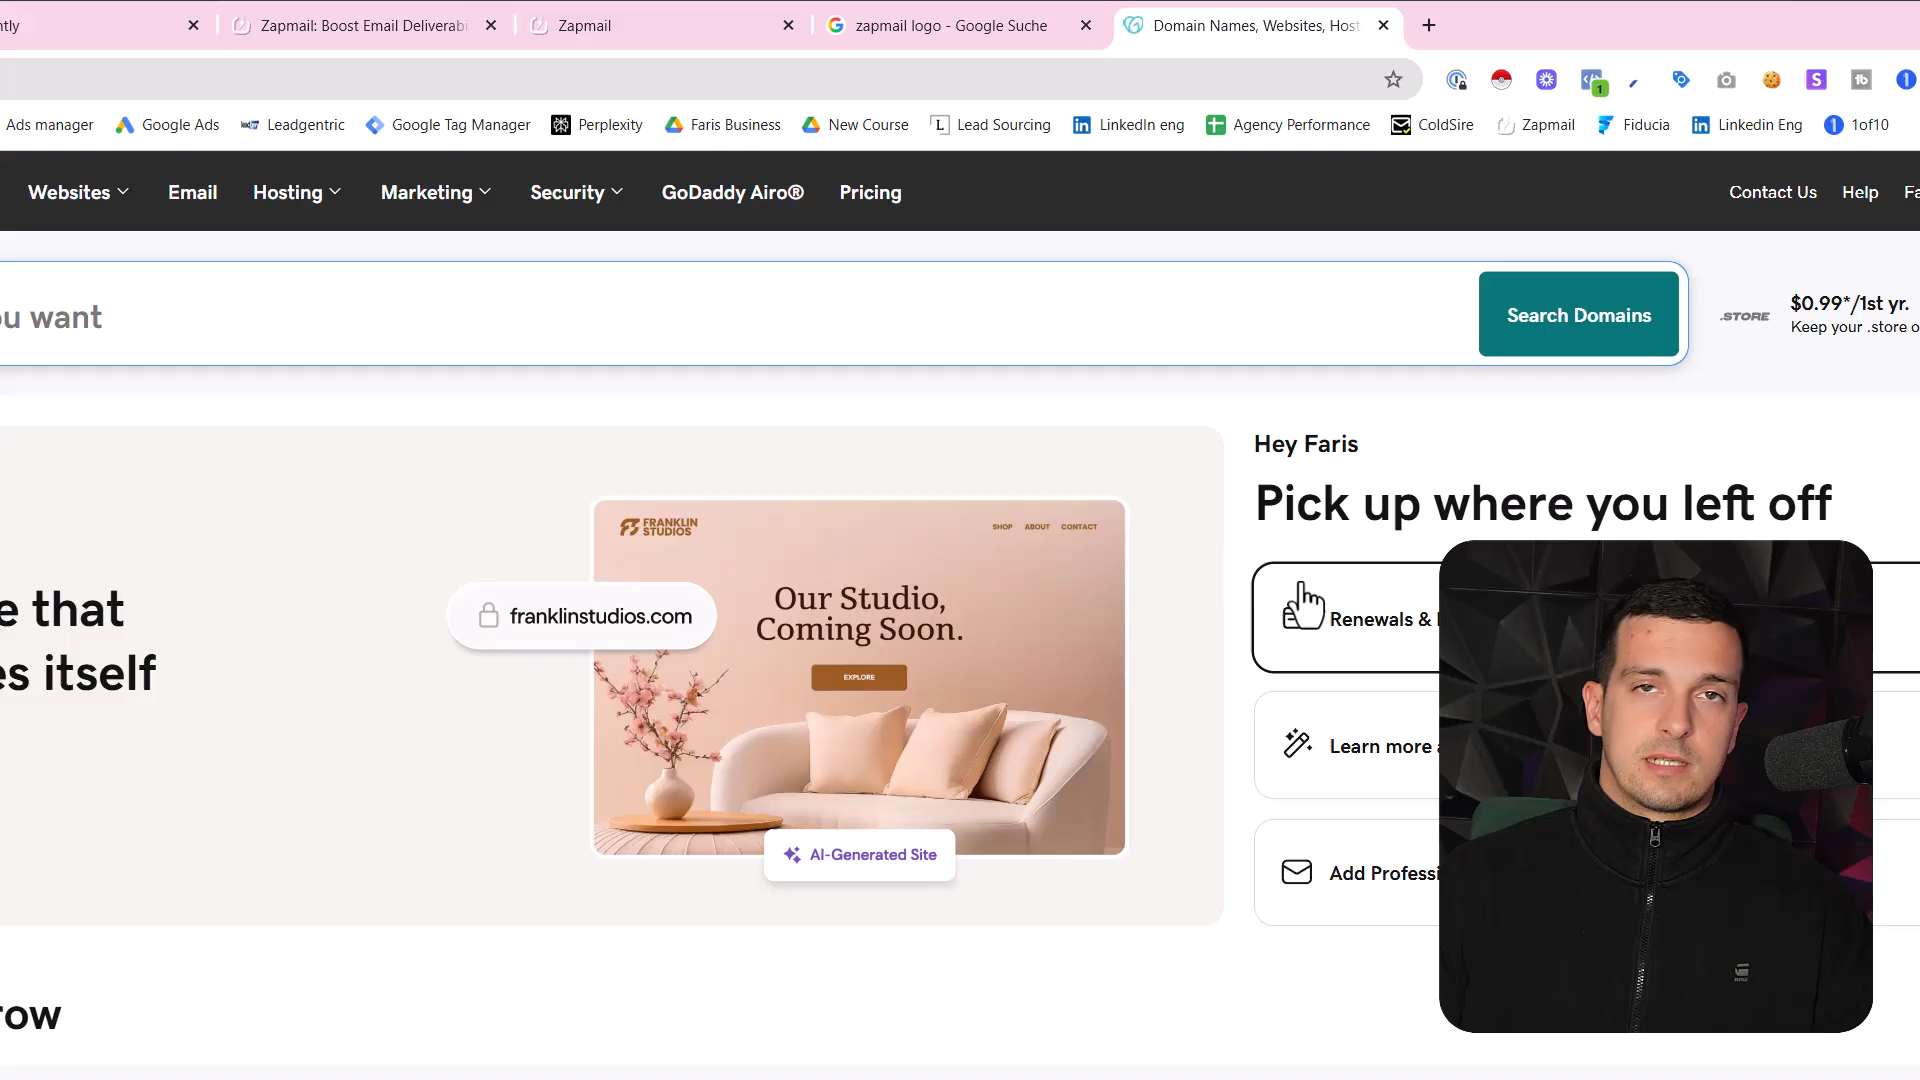 ntly
Zapmail: Boost Email Deliverabi
Zapmail
zapmail logo - Google Suche
Domain Names, Websites, Host
1
Ads manager
Google Ads
Leadgentric
Google Tag Manager
Perplexity
Faris Business
New Course
Lead Sourcing
LinkedIn eng
Agency Performance
ColdSire
Zapmail
Fiducia
Linkedin Eng
1of10
Websites
Email
Hosting
Marketing
Security
GoDaddy Airo®
Pricing
Contact Us
Help
Fa
ou want
Search Domains
.STORE
$0.99*/1st yr.
Keep your .store o
Hey Faris
Pick up where you left off
FRANKLIN
STUDIOS
SHOP
ABOUT
CONTACT
Our Studio,
Coming Soon.
EXPLORE
franklinstudios.com
AI-Generated Site
e that
es itself
Renewals &
Learn more a
Add Professi
row